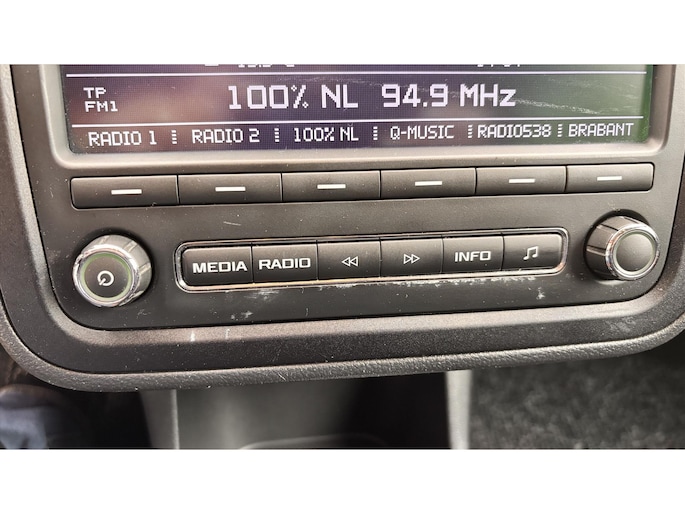 TP
FM1
100% NL 94.9 MHz
RADIO 1 RADIO 2 100% NL Q-MUSIC RADIO538 BRABANT
MEDIA RADIO INFO